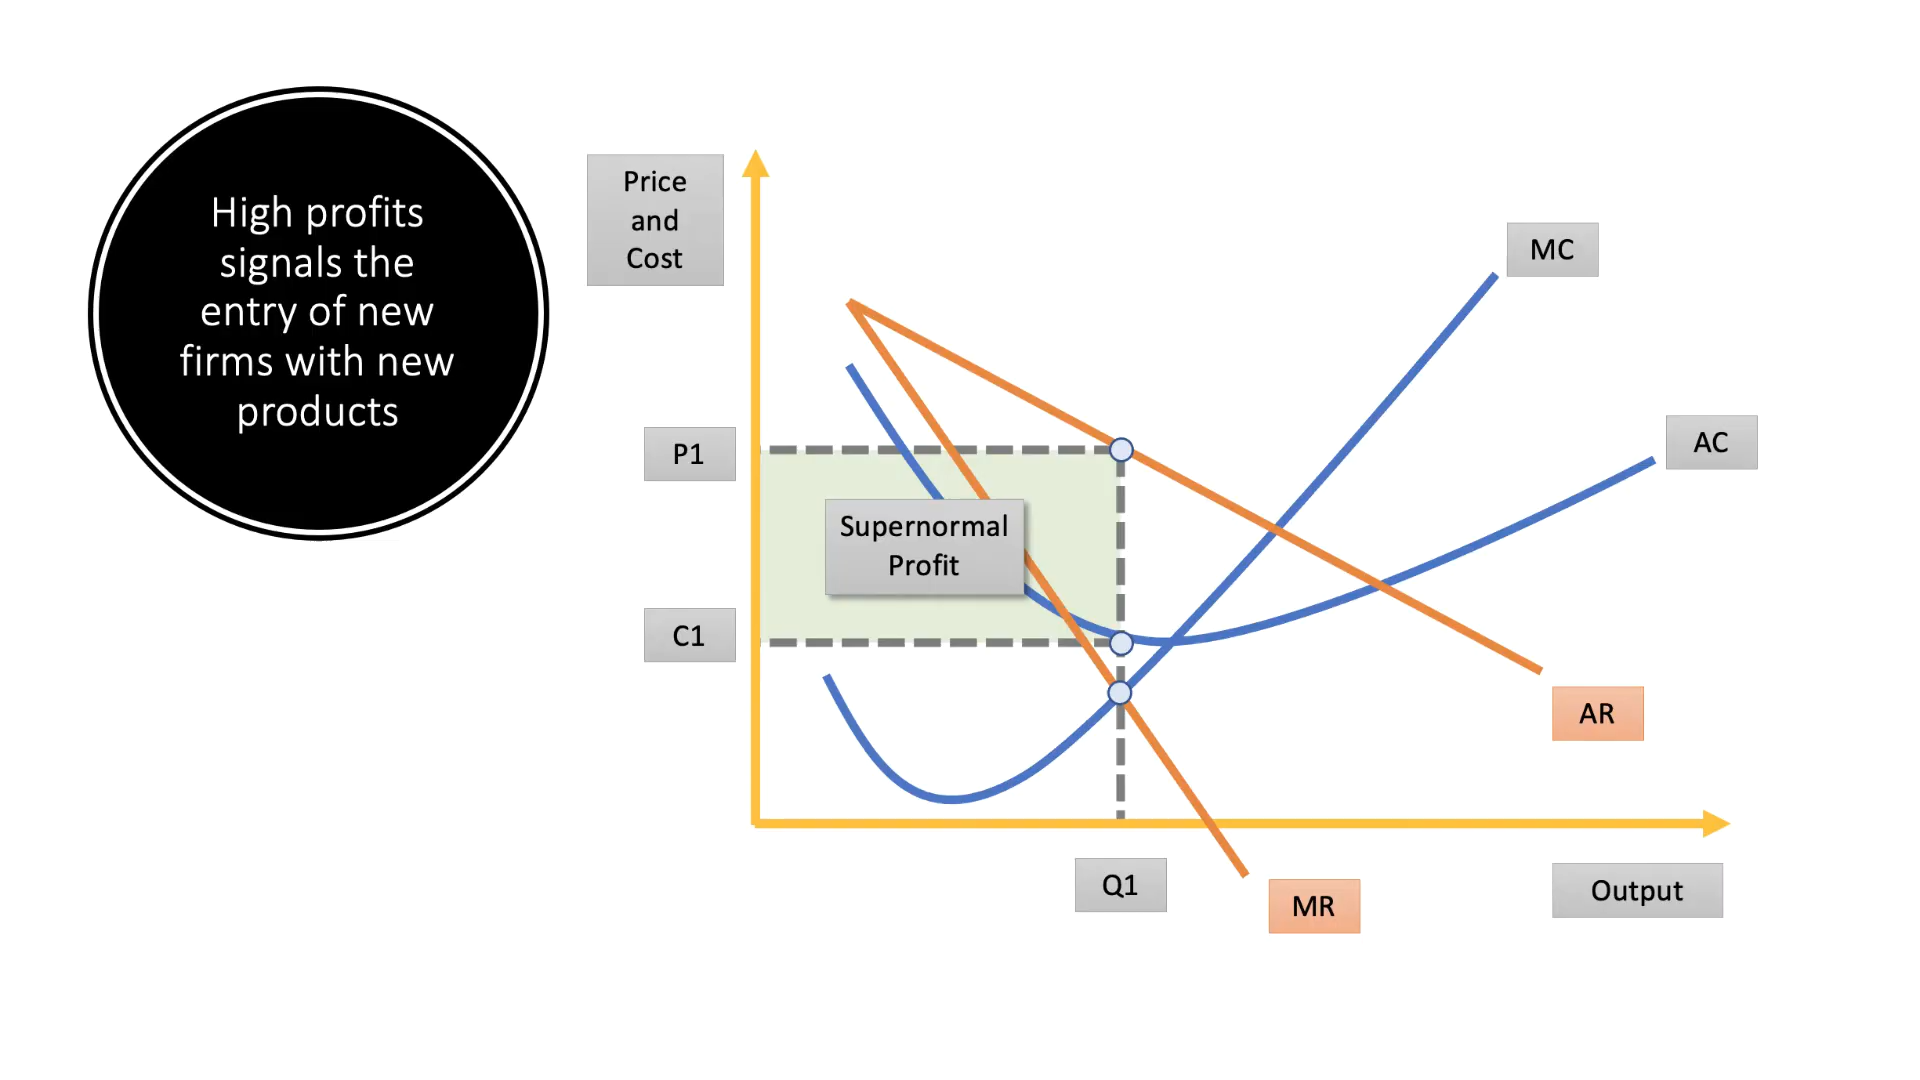 High profits
signals the
entry of new
firms with new
products
Price
and
Cost
MC
AC
P1
Supernormal
Profit
C1
AR
Q1
MR
Output